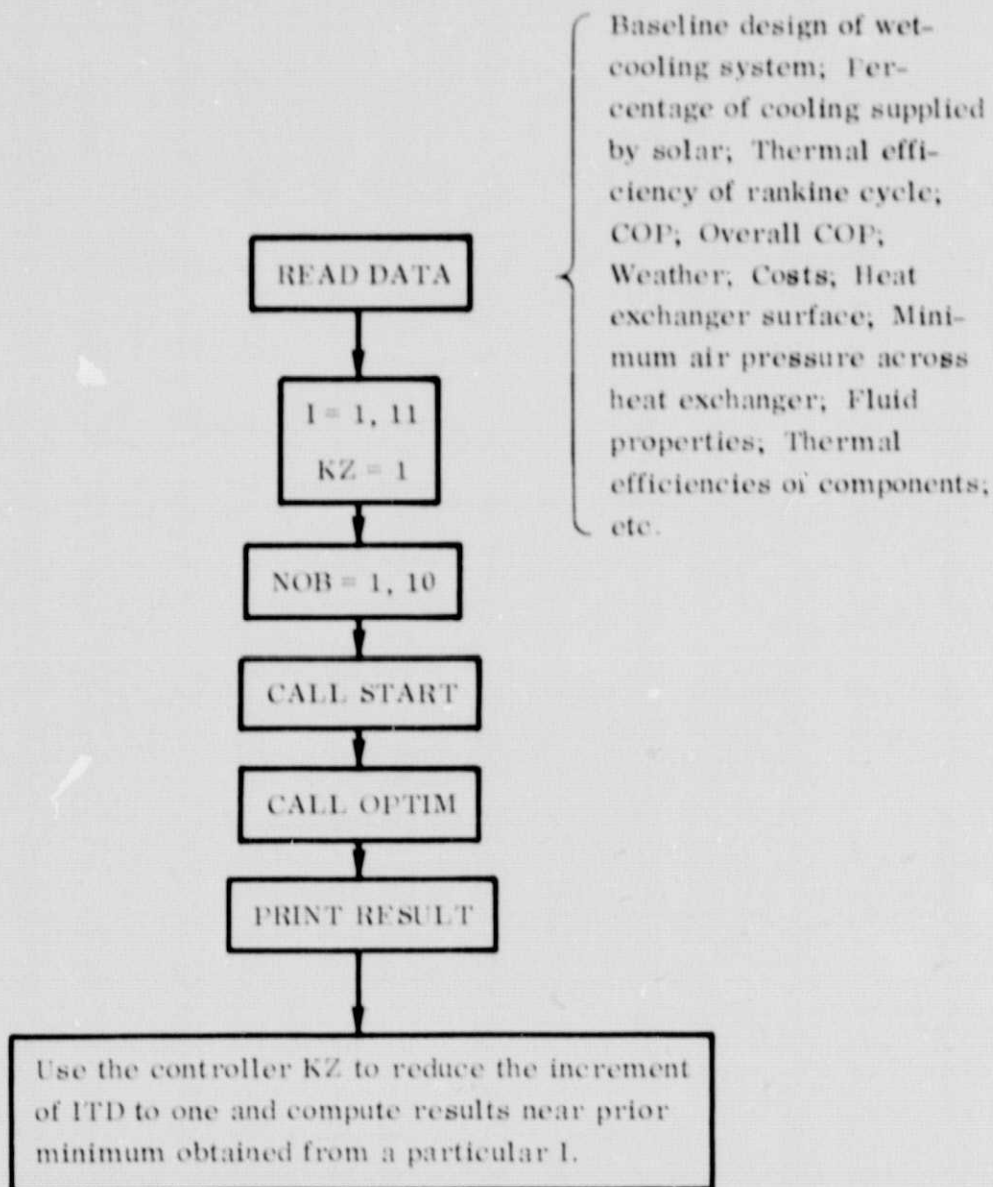 Baseline design of wet-
cooling system; Per-
centage of cooling supplied
by solar; Thermal effi-
ciency of rankine cycle;
COP; Overall COP;
Weather; Costs; Heat
exchanger surface; Mini-
mum air pressure across
heat exchanger; Fluid
properties; Thermal
efficiencies of components;
etc.
READ DATA
I = 1, 11
KZ = 1
NOB = 1, 10
CALL START
CALL OPTIM
PRINT RESULT
Use the controller KZ to reduce the increment
of ITD to one and compute results near prior
minimum obtained from a particular I.